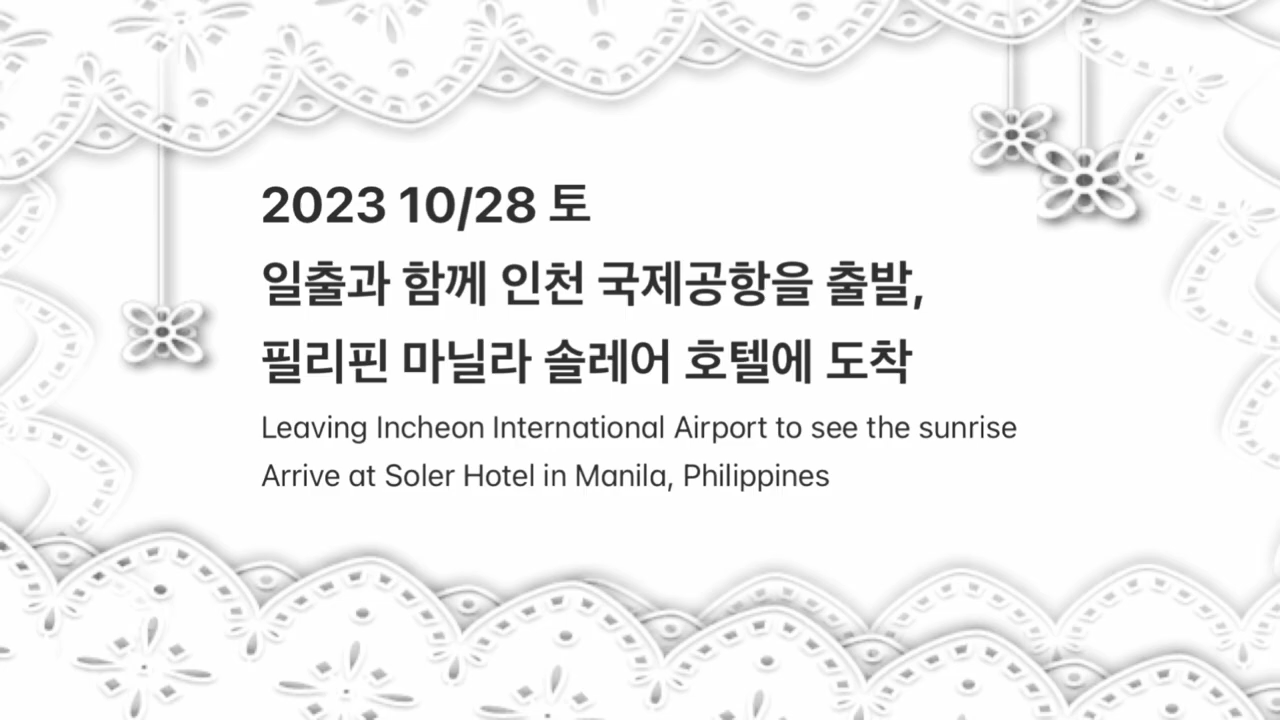 2023 10/28 토
일출과 함께 인천 국제공항을 출발,
필리핀 마닐라 솔레어 호텔에 도착
Leaving Incheon International Airport to see the sunrise
Arrive at Soler Hotel in Manila, Philippines